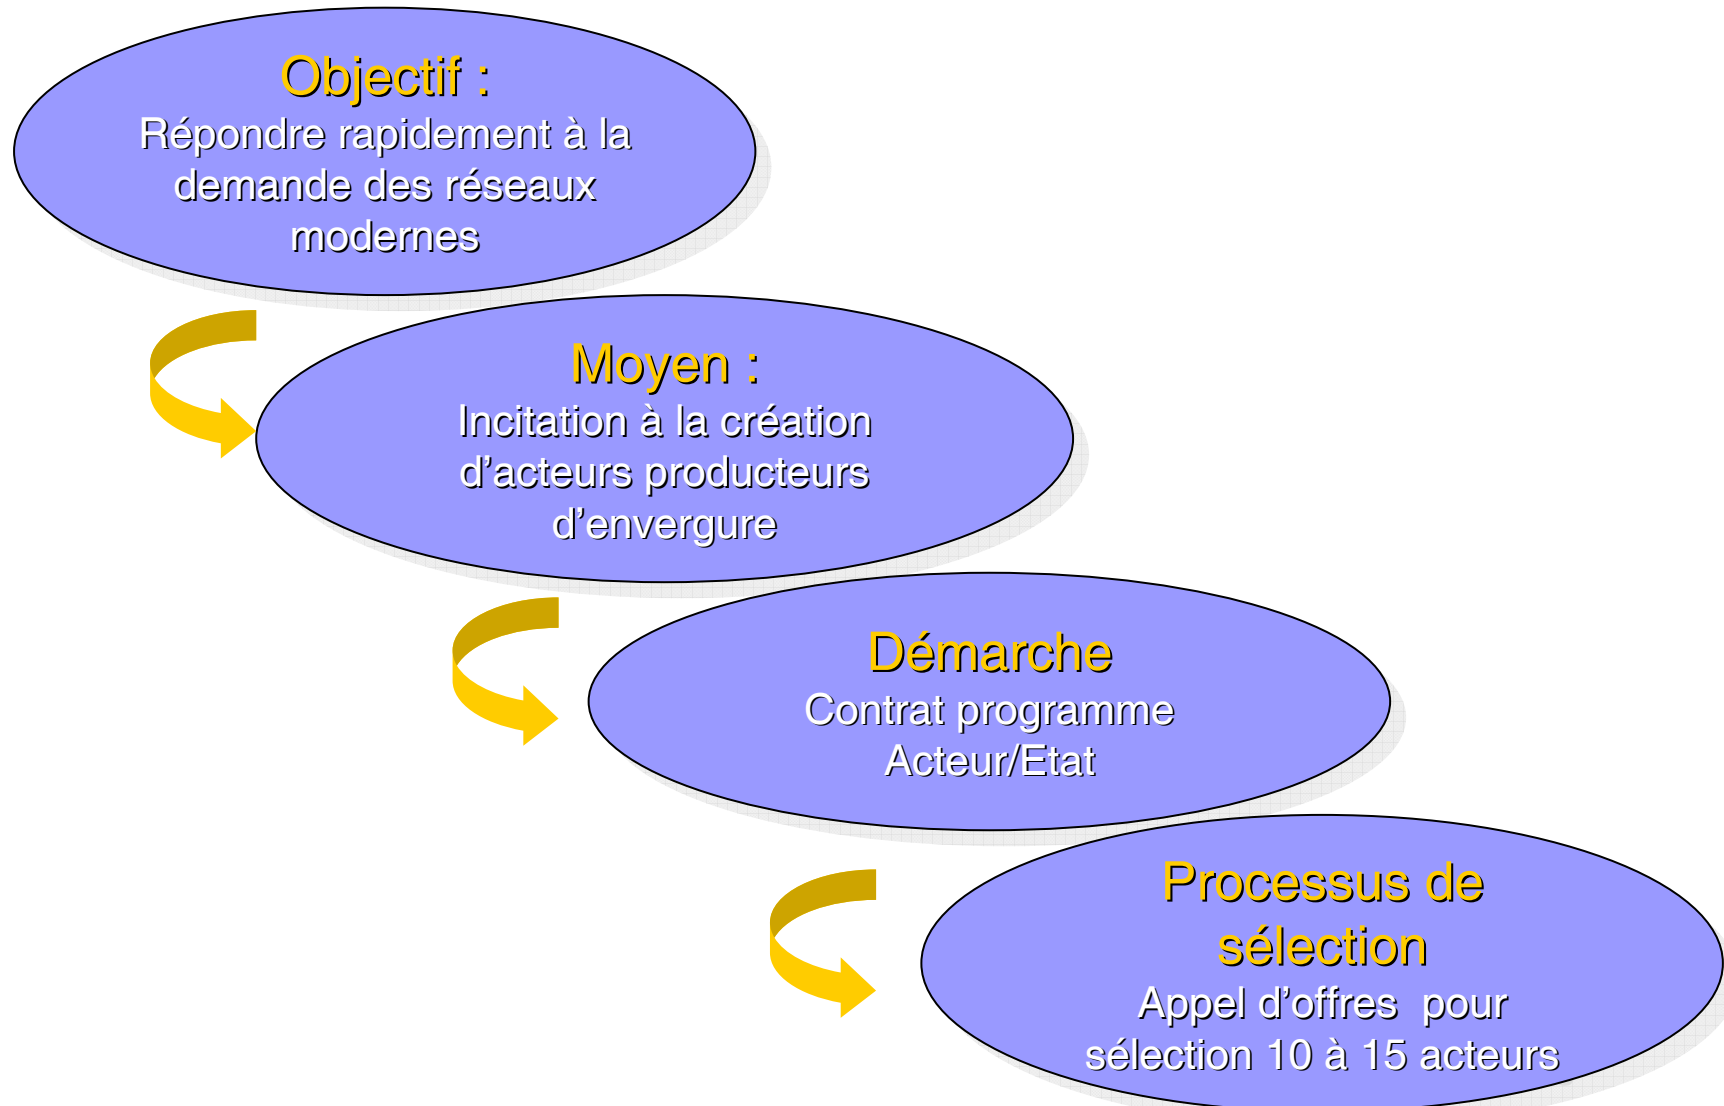 Objectif :
Répondre rapidement à la
demande des réseaux
modernes
Moyen :
Incitation à la création
d’acteurs producteurs
d’envergure
Démarche
Contrat programme
Acteur/Etat
Processus de
sélection
Appel d’offres  pour
sélection 10 à 15 acteurs